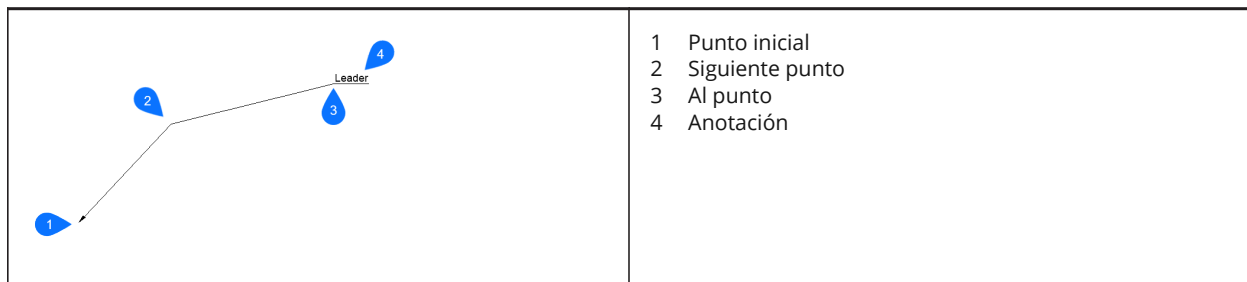 4
Leader
2
3
1
1 Punto inicial
2 Siguiente punto
3 Al punto
4 Anotación